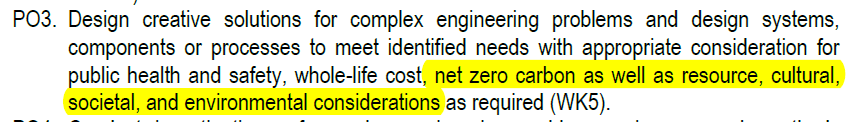 PO3. Design creative solutions for complex engineering problems and design systems,
components or processes to meet identified needs with appropriate consideration for
public health and safety, whole-life cost, net zero carbon as well as resource, cultural,
societal, and environmental considerations as required (WK5).